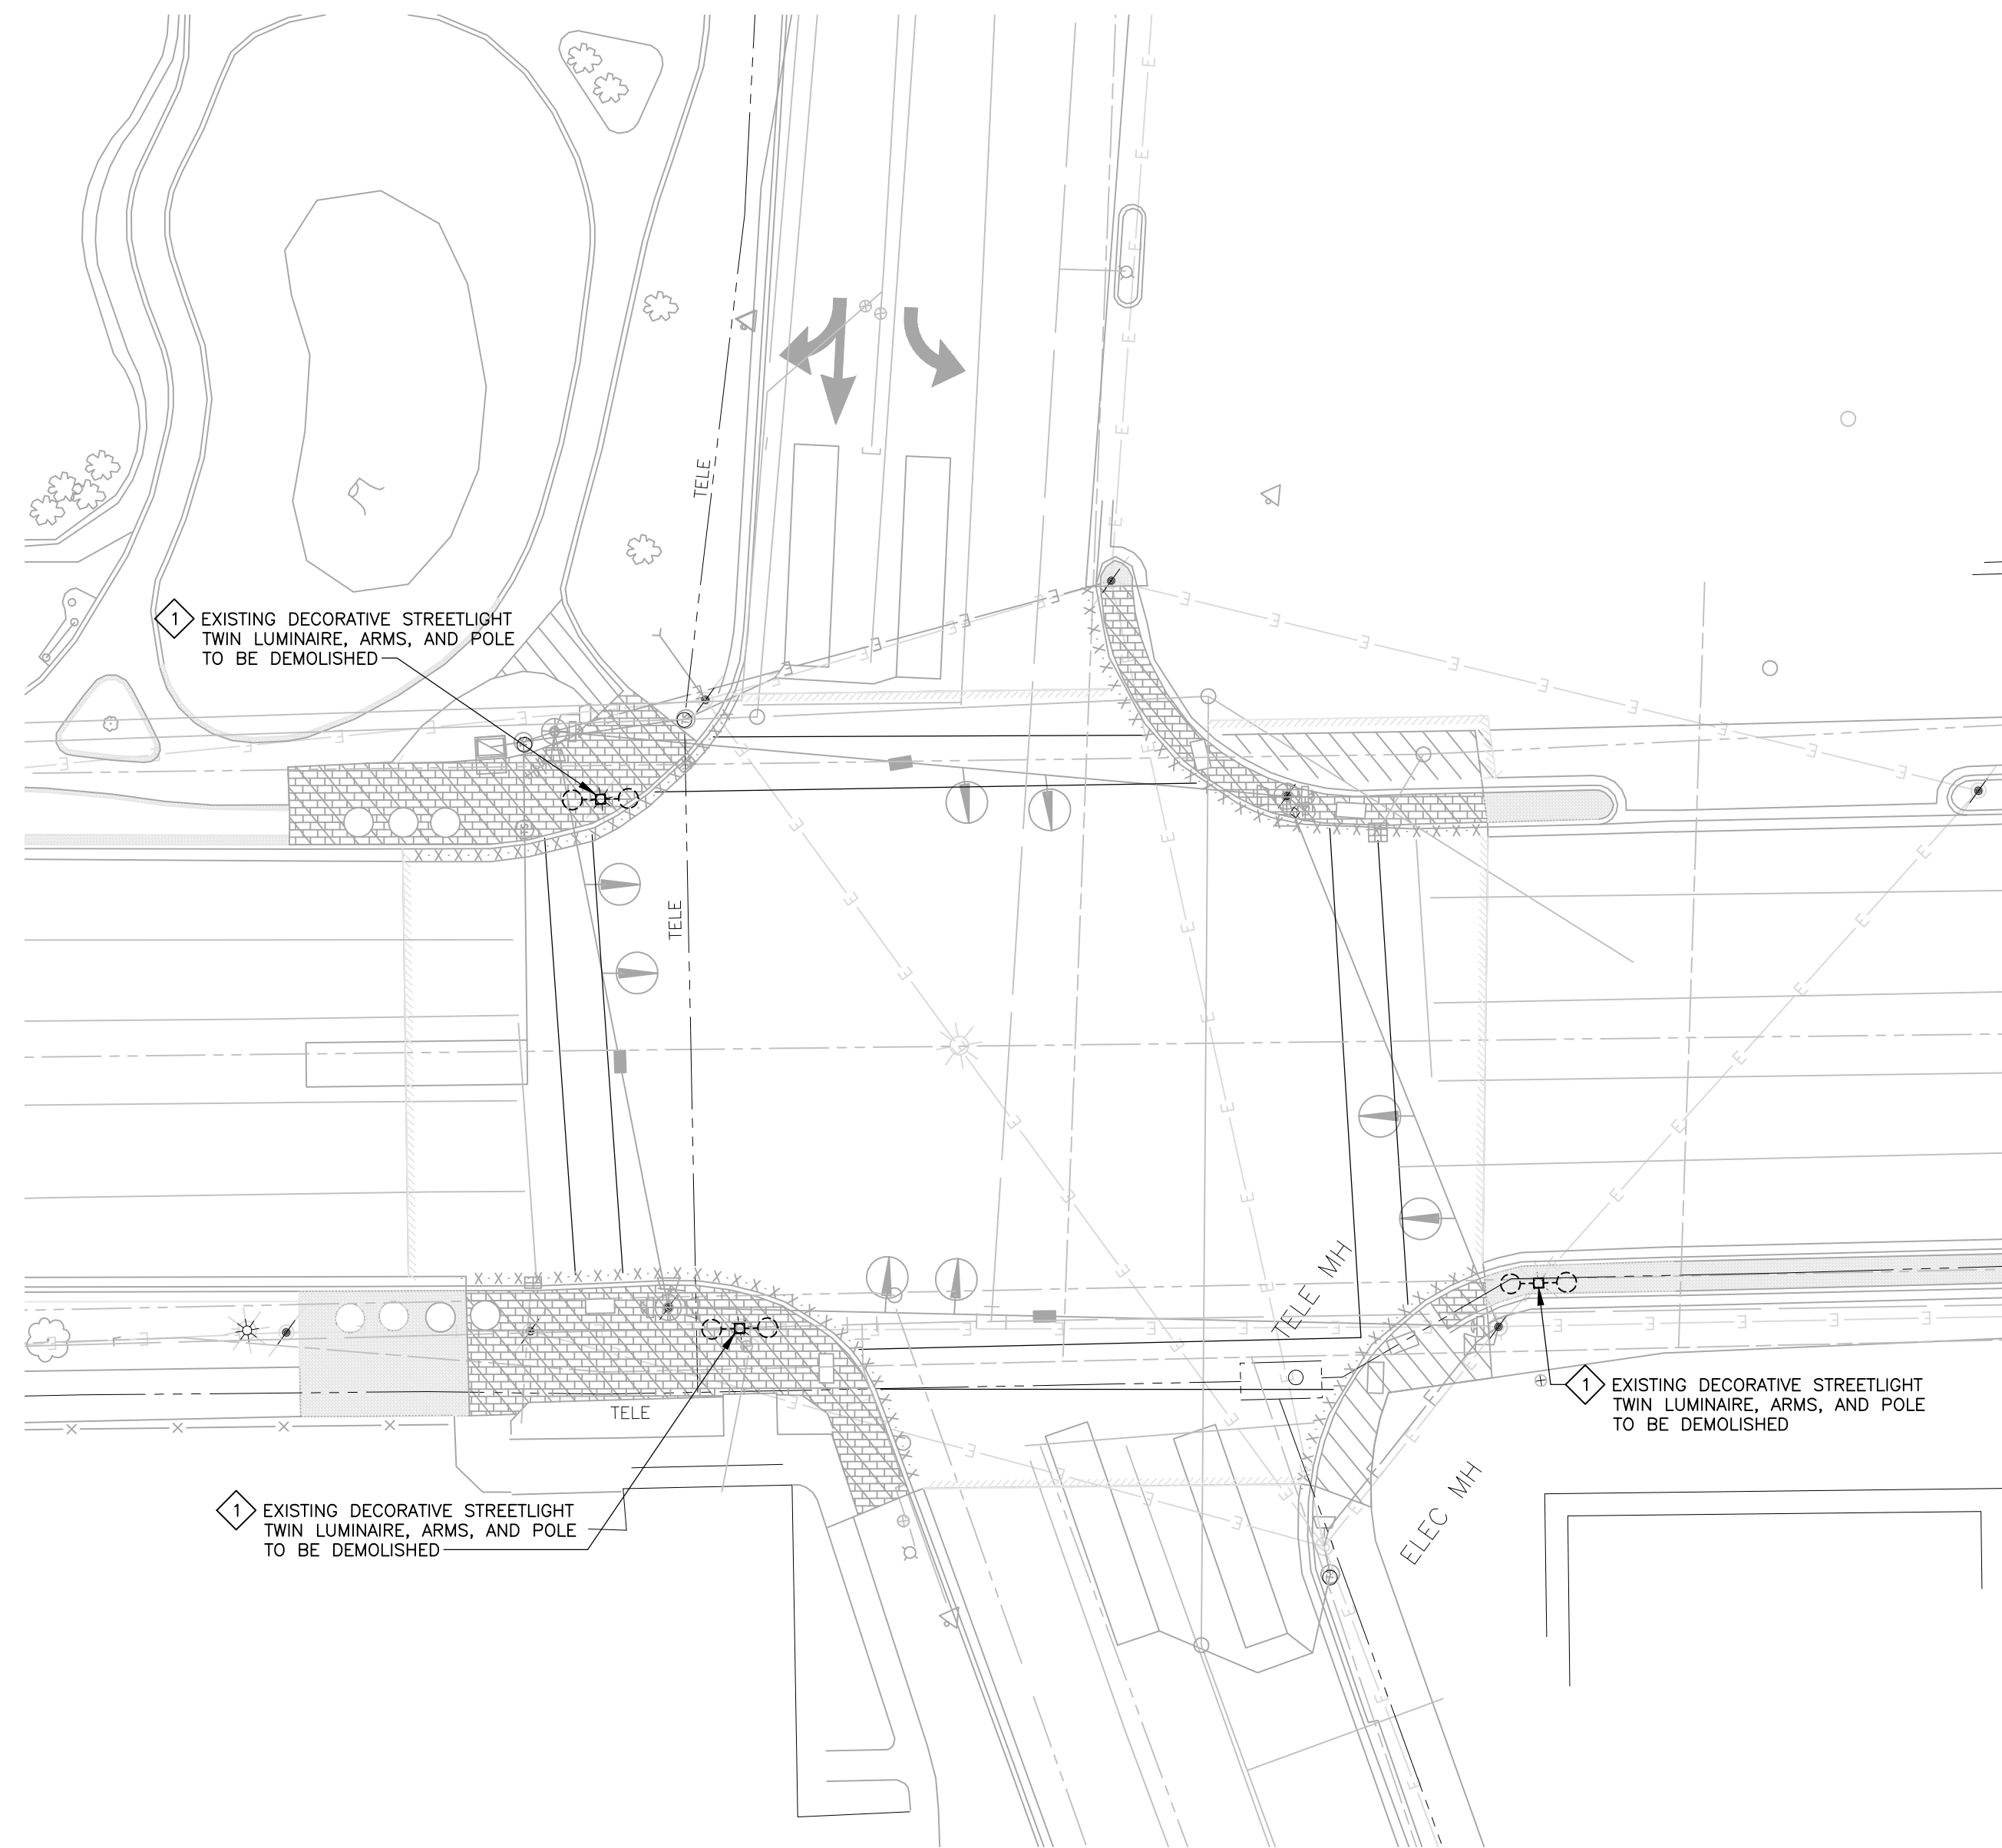 TELE
1
EXISTING DECORATIVE STREETLIGHT
TWIN LUMINAIRE, ARMS, AND POLE
TO BE DEMOLISHED
TELE
TELE MH
1
EXISTING DECORATIVE STREETLIGHT
TWIN LUMINAIRE, ARMS, AND POLE
TO BE DEMOLISHED
TELE
ELEC MH
1
EXISTING DECORATIVE STREETLIGHT
TWIN LUMINAIRE, ARMS, AND POLE
TO BE DEMOLISHED